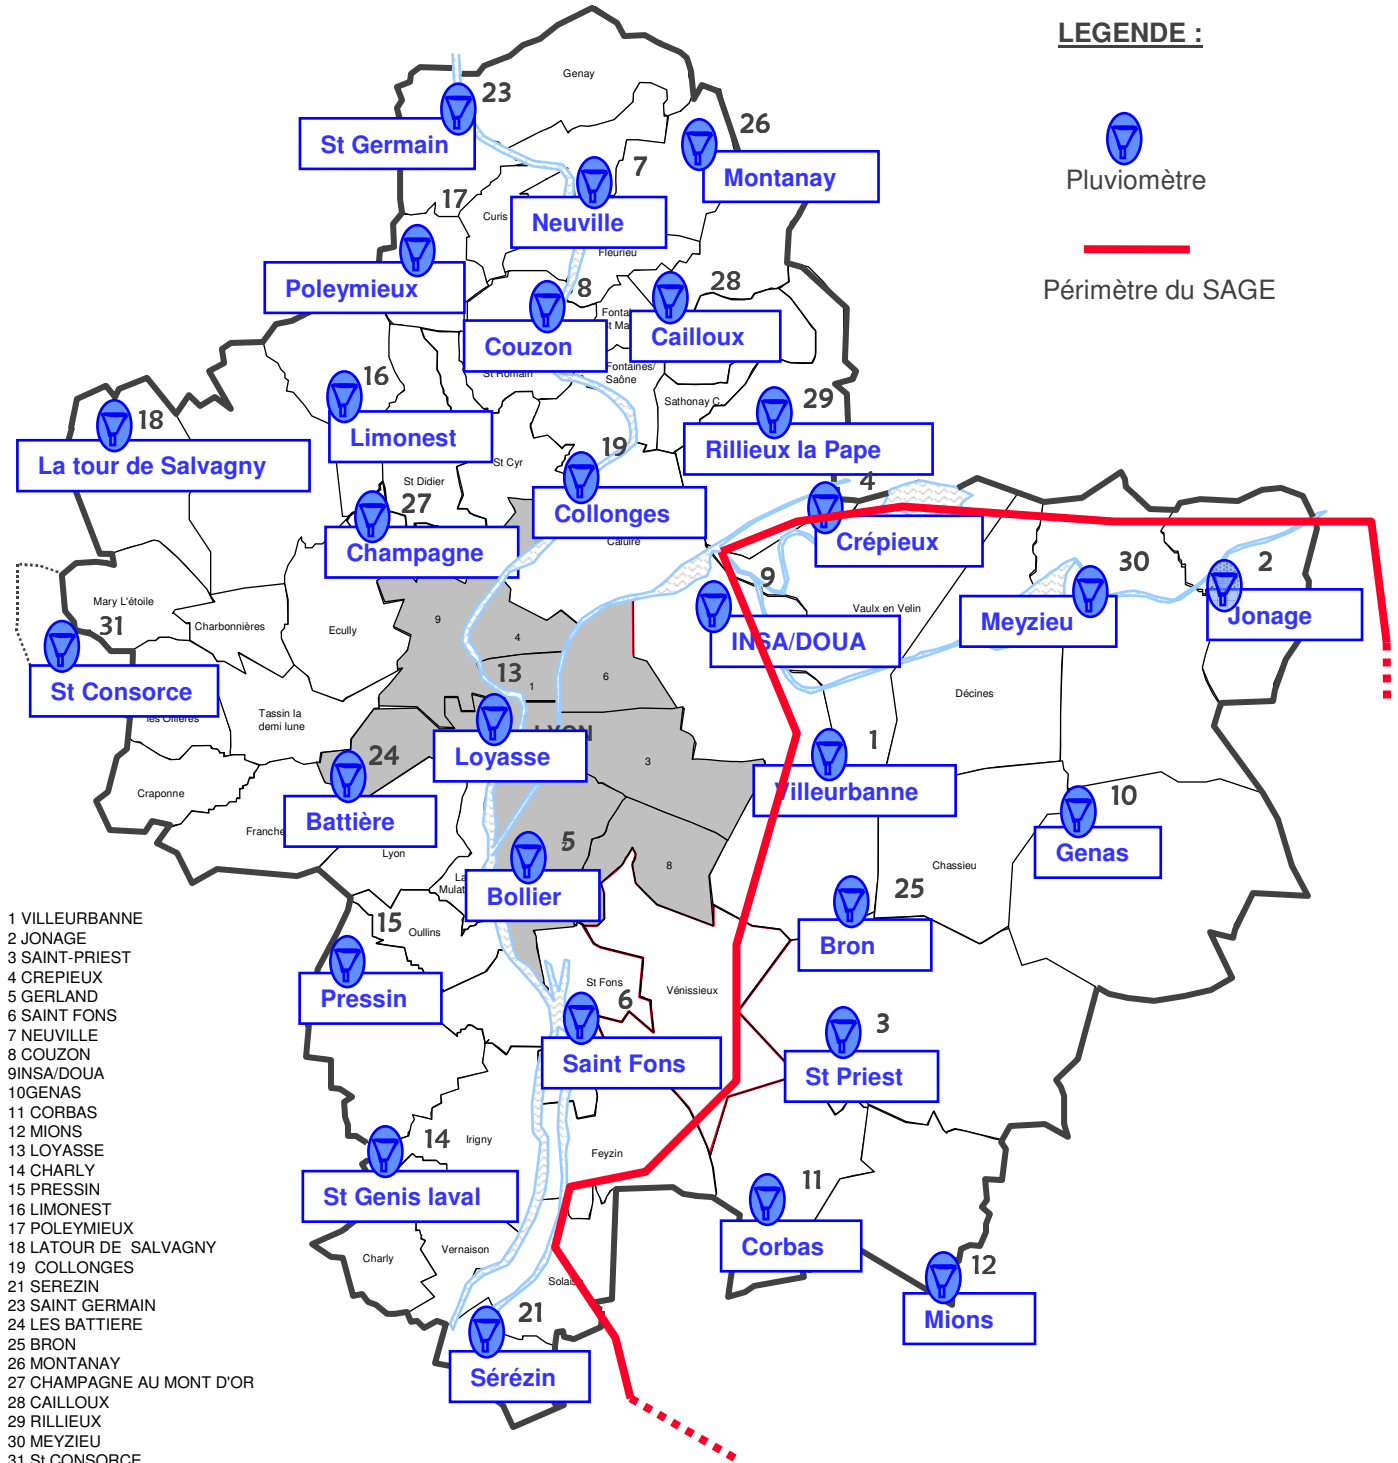 LEGENDE :
Pluviomètre
Périmètre du SAGE
Genay
23
St Germain
26
Montanay
7
Neuville
17
Curis
Fleurieu
Poleymieux
8
Couzon
28
Cailloux
Fontaines/
Saône
St Romain
Sathonay C.
16
Limonest
18
La tour de Salvagny
29
Rillieux la Pape
19
Collonges
St Cyr
St Didier
27
Champagne
Caluire
4
Crépieux
9
INSA/DOUA
Vaulx en Velin
30
Meyzieu
2
Jonage
Mary L'étoile
Charbonnières
Ecully
31
St Consorce
les Ollières
Tassin la
demi lune
9
4
1
6
13
Loyasse
LYON
3
Décines
24
Battière
1
Villeurbanne
Craponne
Lyon
10
Genas
5
Bollier
8
Chassieu
25
Bron
15
Oullins
Pressin
St Fons
Vénissieux
6
Saint Fons
3
St Priest
14
Irigny
St Genis laval
Feyzin
11
Corbas
Charly
Vernaison
12
Mions
21
Sérézin
1 VILLEURBANNE
2 JONAGE
3 SAINT-PRIEST
4 CREPIEUX
5 GERLAND
6 SAINT FONS
7 NEUVILLE
8 COUZON
9INSA/DOUA
10GENAS
11 CORBAS
12 MIONS
13 LOYASSE
14 CHARLY
15 PRESSIN
16 LIMONEST
17 POLEYMIEUX
18 LATOUR DE SALVAGNY
19 COLLONGES
21 SEREZIN
23 SAINT GERMAIN
24 LES BATTIERE
25 BRON
26 MONTANAY
27 CHAMPAGNE AU MONT D'OR
28 CAILLOUX
29 RILLIEUX
30 MEYZIEU
31 St CONSORCE